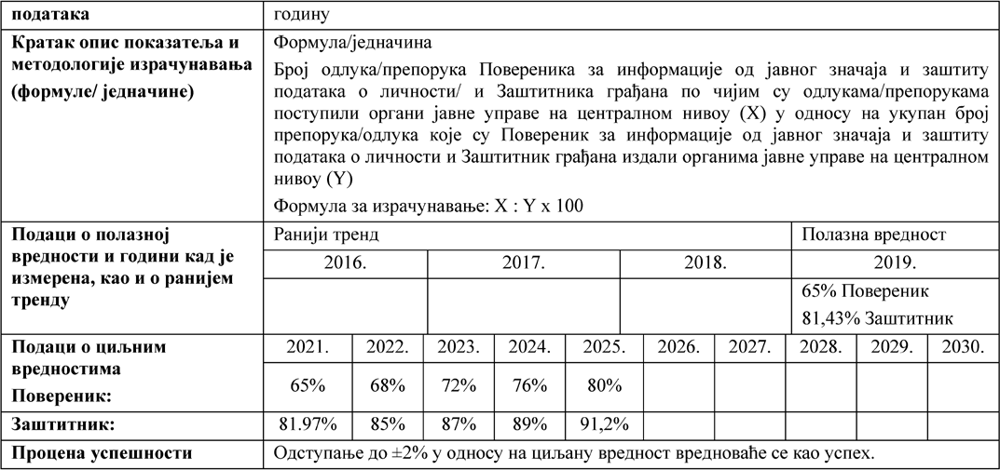 података годину
Кратак опис показатеља и методологије израчунавања (формуле/ једначине)
Формула/једначина
Број одлука/препорука Повереника за информације од јавног значаја и заштиту
података о личности/ и Заштитника грађана по чијим су одлукама/препорукама
поступили органи јавне управе на централном нивоу (X) у односу на укупан број
препорука/одлука које су Повереник за информације од јавног значаја и заштиту
података о личности и Заштитник грађана издали органима јавне управе на централном
нивоу (Y)
Формула за израчунавање: X : Y x 100
Подаци о полазној
вредности и години кад је
измерена, као и о ранијем
тренду
Ранији тренд Полазна вредност
2016. 2017. 2018. 2019.
65% Повереник
81,43% Заштитник
Подаци о циљним
вредностима
Повереник:
2021. 2022. 2023. 2024. 2025. 2026. 2027. 2028. 2029. 2030.
65% 68% 72% 76% 80%
Заштитник: 81.97% 85% 87% 89% 91,2%
Процена успешности Одступање до ±2% у односу на циљану вредност вредноваће се као успех.